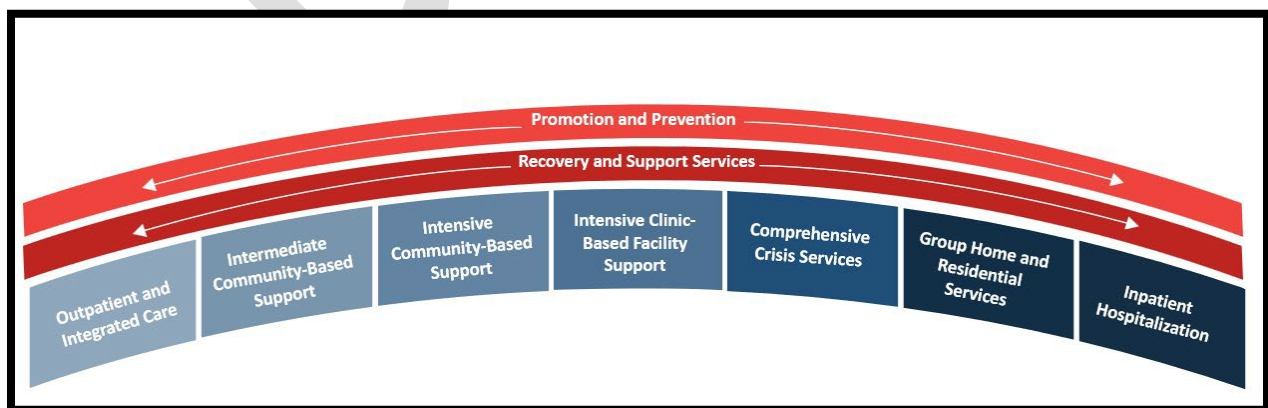 Promotion and Prevention
Recovery and Support Services
Outpatient and
Integrated Care
Intermediate
Community-Based
Support
Intensive
Community-Based
Support
Intensive Clinic-
Based Facility
Support
Comprehensive
Crisis Services
Group Home and
Residential
Services
Inpatient
Hospitalization